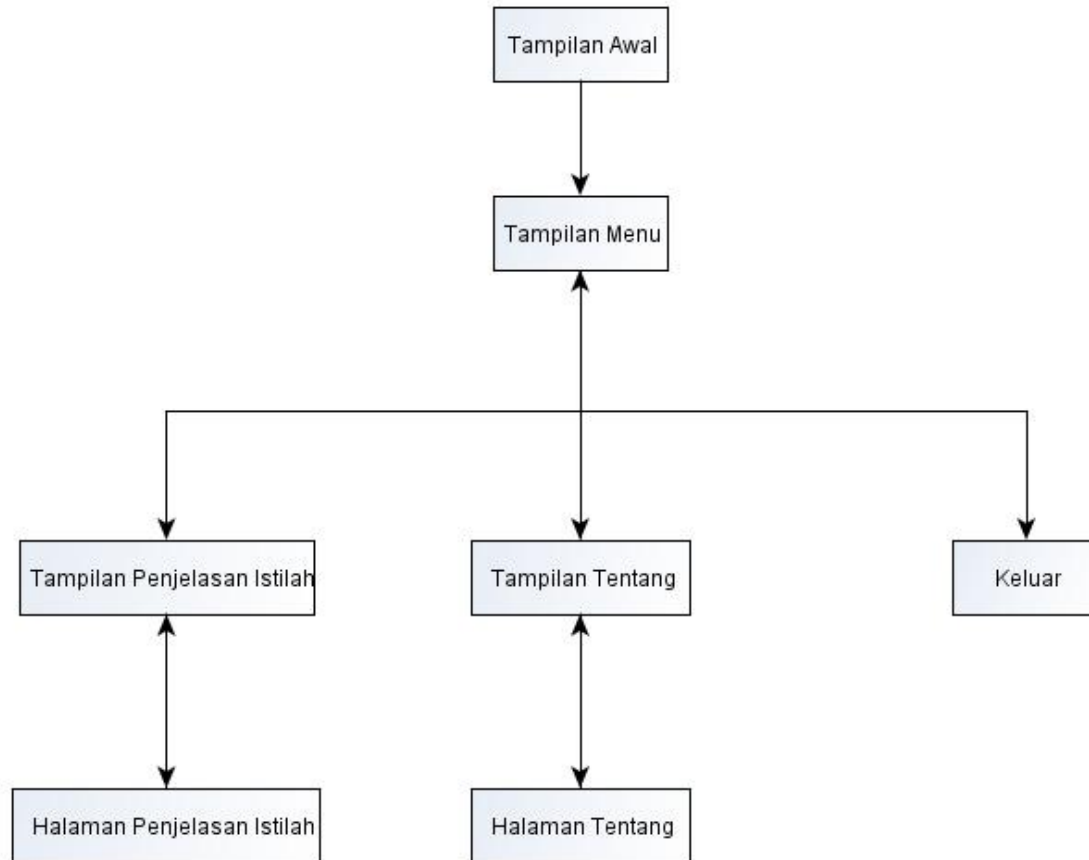 Tampilan Awal
Tampilan Menu
Tampilan Penjelasan Istilah
Tampilan Tentang
Keluar
Halaman Penjelasan Istilah
Halaman Tentang